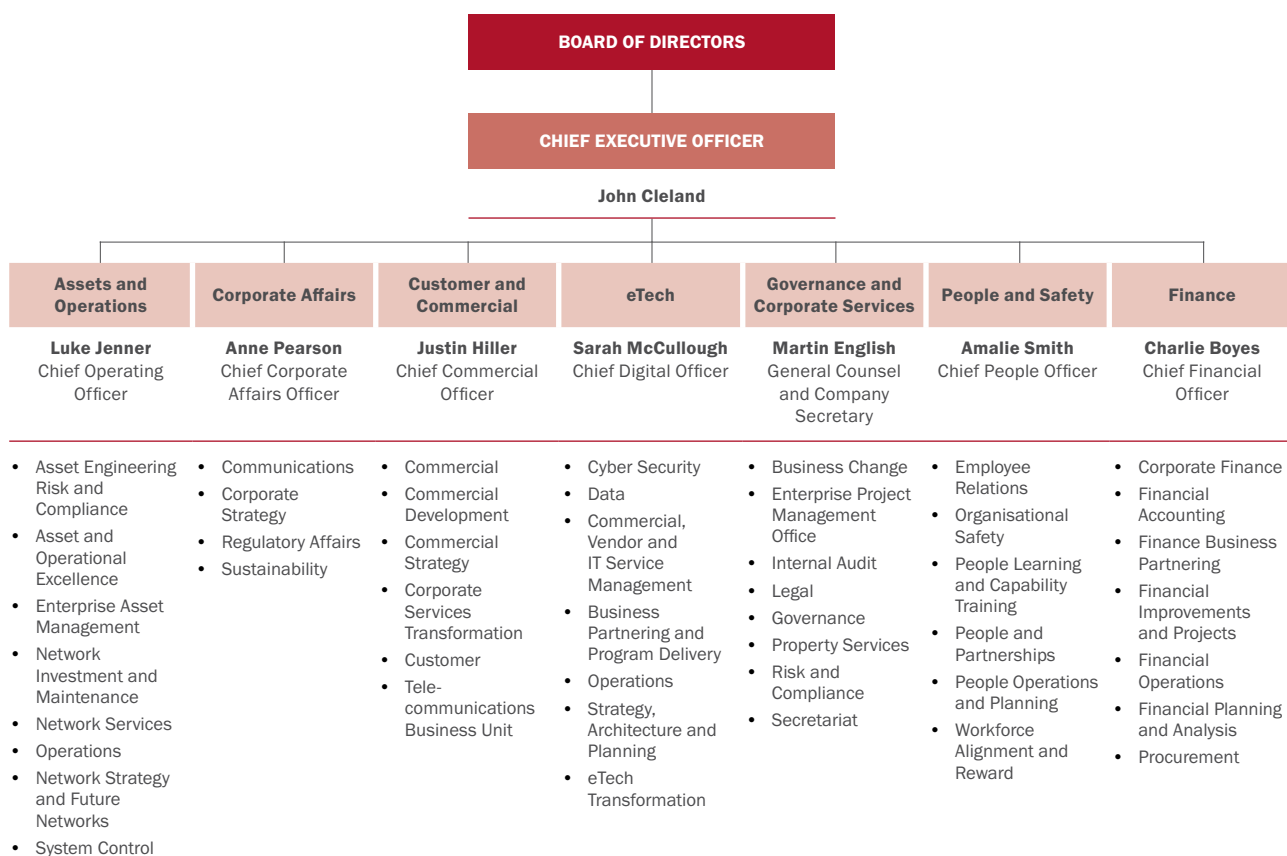 BOARD OF DIRECTORS
CHIEF EXECUTIVE OFFICER
John Cleland
Assets and
Operations
Luke Jenner
Chief Operating
Officer
• Asset Engineering
Risk and
Compliance
• Asset and
Operational
Excellence
• Enterprise Asset
Management
• Network
Investment and
Maintenance
• Network Services
• Operations
• Network Strategy
and Future
Networks
• System Control
Corporate Affairs
Anne Pearson
Chief Corporate
Affairs Officer
• Communications
• Corporate
Strategy
• Regulatory Affairs
• Sustainability
Customer and
Commercial
Justin Hiller
Chief Commercial
Officer
• Commercial
• Commercial
Development
• Commercial
Strategy
• Corporate
Services
Transformation
• Customer
• Tele-
communications
Business Unit
eTech
Sarah McCullough
Chief Digital Officer
• Cyber Security
• Data
• Commercial,
Vendor and
IT Service
Management
• Business
Partnering and
Program Delivery
• Operations
• Strategy,
Architecture and
Planning
• eTech
Transformation
Governance and
Corporate Services
Martin English
General Counsel
and Company
Secretary
• Business Change
• Enterprise Project
Management
Office
• Internal Audit
• Legal
• Governance
• Property Services
• Risk and
Compliance
• Secretariat
People and Safety
Amalie Smith
Chief People Officer
• Employee
Relations
• Organisational
Safety
• People Learning
and Capability
Training
• People and
Partnerships
• People Operations
and Planning
• Workforce
Alignment and
Reward
Finance
Charlie Boyes
Chief Financial
Officer
• Corporate Finance
• Financial
Accounting
• Finance Business
Partnering
• Financial
Improvements
and Projects
• Financial
Operations
• Financial Planning
and Analysis
• Procurement